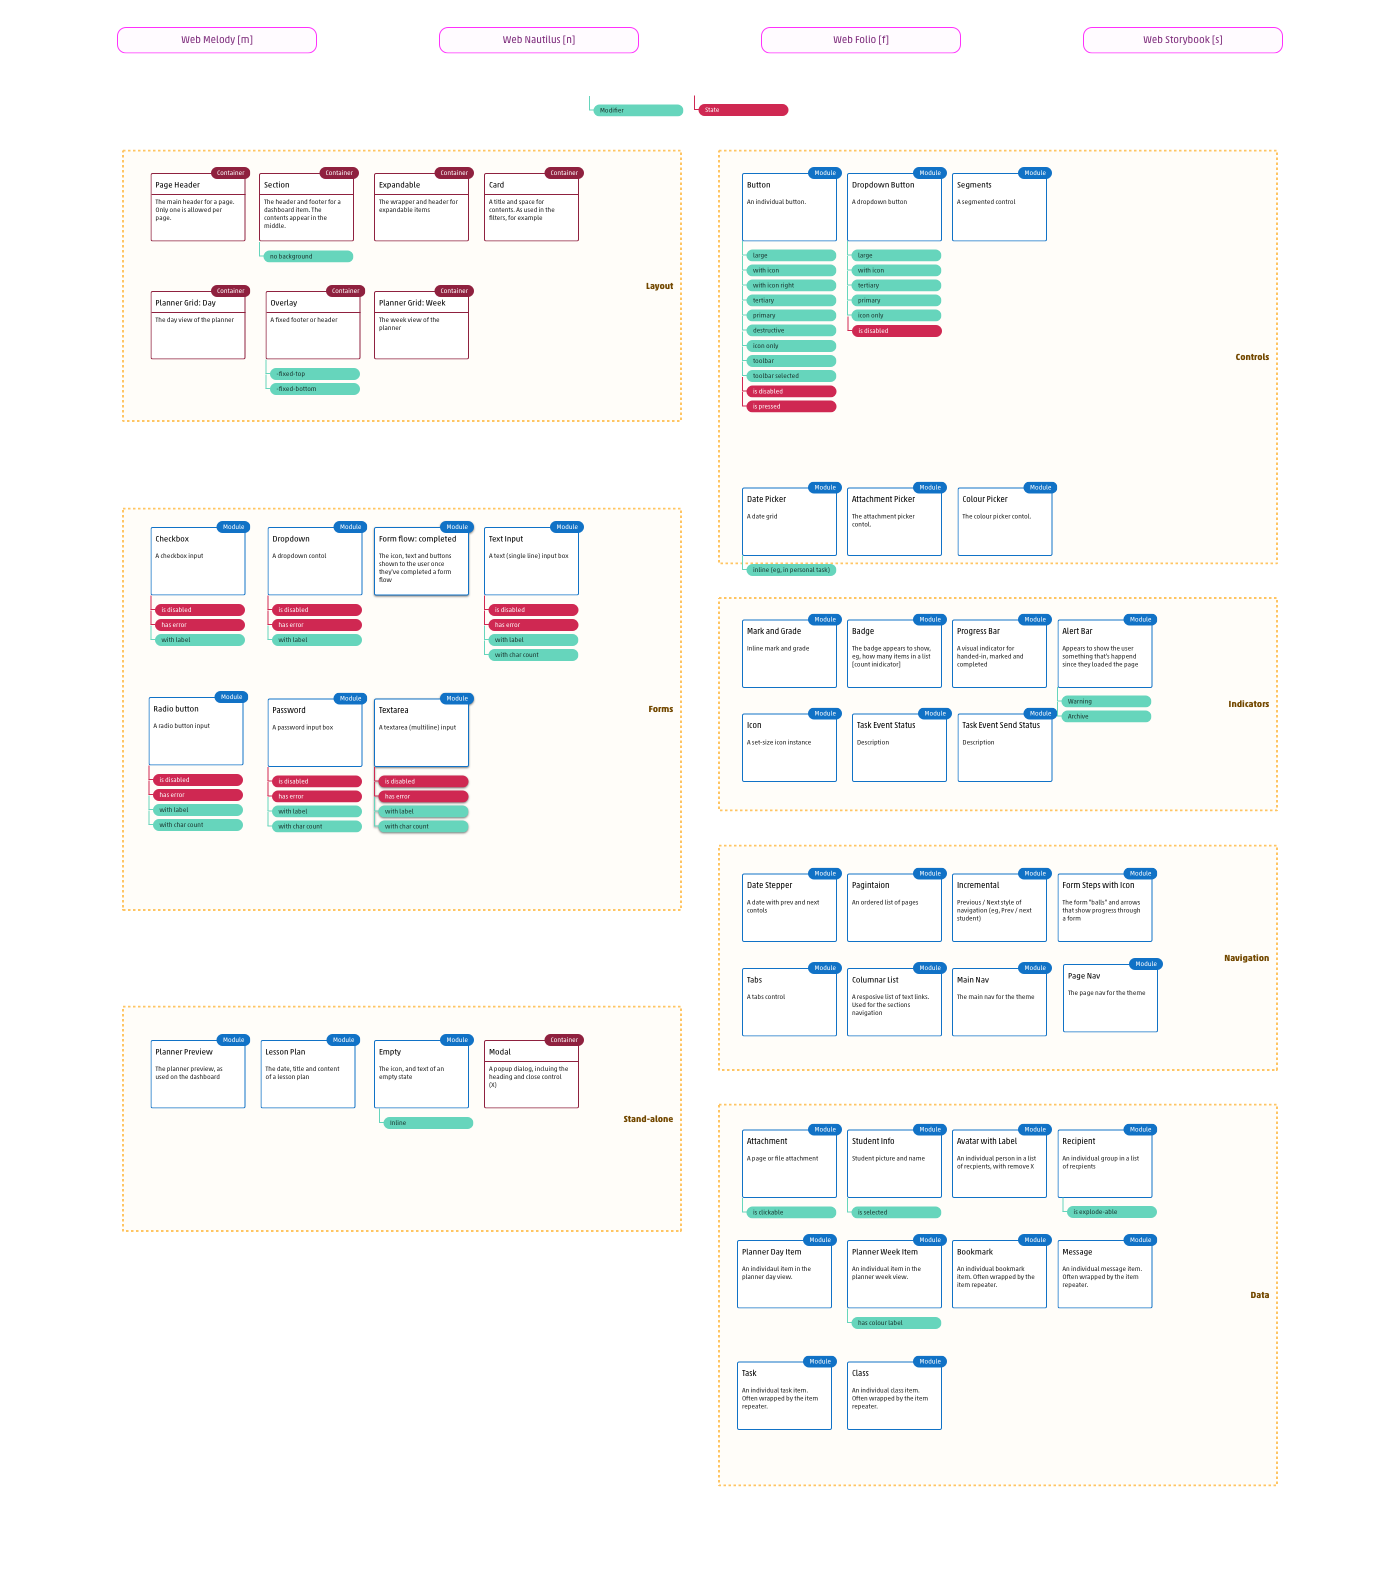 Web Melody [m]
Web Nautilus [n]
Web Folio [f]
Web Storybook [s]
Modifier
State
Container
Page Header
The main header for a page.
Only one is allowed per
page.
Container
Section
The header and footer for a
dashboard item. The
contents appear in the
middle.
no background
Container
Expandable
The wrapper and header for
expandable items
Container
Card
A title and space for
contents. As used in the
filters, for example
Container
Planner Grid: Day
The day view of the planner
Container
Overlay
A fixed footer or header
-fixed-top
-fixed-bottom
Container
Planner Grid: Week
The week view of the
planner
Layout
Module
Button
An individual button.
large
with icon
with icon right
tertiary
primary
destructive
icon only
toolbar
toolbar selected
is disabled
is pressed
Module
Dropdown Button
A dropdown button
large
with icon
tertiary
primary
icon only
is disabled
Module
Segments
A segmented control
Controls
Module
Date Picker
A date grid
inline (eg, in personal task)
Module
Attachment Picker
The attachment picker
contol.
Module
Colour Picker
The colour picker contol.
Module
Checkbox
A checkbox input
is disabled
has error
with label
Module
Dropdown
A dropdown contol
is disabled
has error
with label
Module
Form flow: completed
The icon, text and buttons
shown to the user once
they've completed a form
flow
Module
Text Input
A text (single line) input box
is disabled
has error
with label
with char count
Module
Radio button
A radio button input
is disabled
has error
with label
with char count
Module
Password
A password input box
is disabled
has error
with label
with char count
Module
Textarea
A textarea (multiline) input
is disabled
has error
with label
with char count
Forms
Module
Mark and Grade
Inline mark and grade
Module
Badge
The badge appears to show,
eg, how many items in a list
[count inidicator]
Module
Progress Bar
A visual indicator for
handed-in, marked and
completed
Module
Alert Bar
Appears to show the user
something that's happend
since they loaded the page
Warning
Archive
Module
Icon
A set-size icon instance
Module
Task Event Status
Description
Module
Task Event Send Status
Description
Indicators
Module
Date Stepper
A date with prev and next
contols
Module
Pagintaion
An ordered list of pages
Module
Incremental
Previous / Next style of
navigation (eg, Prev / next
student)
Module
Form Steps with Icon
The form "balls" and arrows
that show progress through
a form
Module
Tabs
A tabs control
Module
Columnar List
A resposive list of text links.
Used for the sections
navigation
Module
Main Nav
The main nav for the theme
Module
Page Nav
The page nav for the theme
Navigation
Module
Planner Preview
The planner preview, as
used on the dashboard
Module
Lesson Plan
The date, title and content
of a lesson plan
Module
Empty
The icon, and text of an
empty state
Inline
Container
Modal
A popup dialog, incluing the
heading and close control
(X)
Stand-alone
Module
Attachment
A page or file attachment
is clickable
Module
Student Info
Student picture and name
is selected
Module
Avatar with Label
An individual person in a list
of recpients, with remove X
Module
Recipient
An individual group in a list
of recpients
is explode-able
Module
Planner Day Item
An individaul item in the
planner day view.
Module
Planner Week Item
An individual item in the
planner week view.
has colour label
Module
Bookmark
An individual bookmark
item. Often wrapped by the
item repeater.
Module
Message
An individual message item.
Often wrapped by the item
repeater.
Data
Module
Task
An individual task item.
Often wrapped by the item
repeater.
Module
Class
An individual class item.
Often wrapped by the item
repeater.